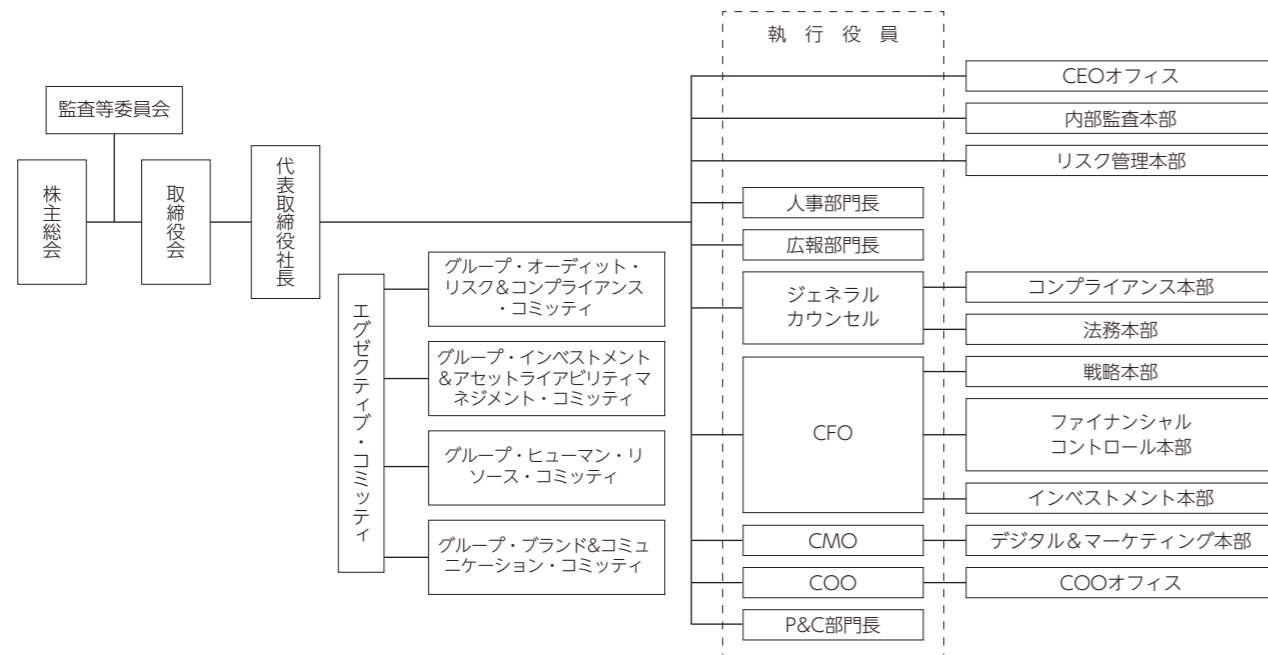 監査等委員会
株主総会
取締役会
代表取締役社長
エグゼクティブ・コミッティ
グループ・オーディット・
リスク＆コンプライアンス
・コミッティ
グループ・インベストメント
＆アセットライアビリティマ
ネジメント・コミッティ
グループ・ヒューマン・リ
ソース・コミッティ
グループ・ブランド&コミュ
ニケーション・コミッティ
執行役員
人事部門長
広報部門長
ジェネラル
カウンセル
CFO
CMO
COO
P&C部門長
CEOオフィス
内部監査本部
リスク管理本部
コンプライアンス本部
法務本部
戦略本部
ファイナンシャル
コントロール本部
インベストメント本部
デジタル＆マーケティング本部
COOオフィス